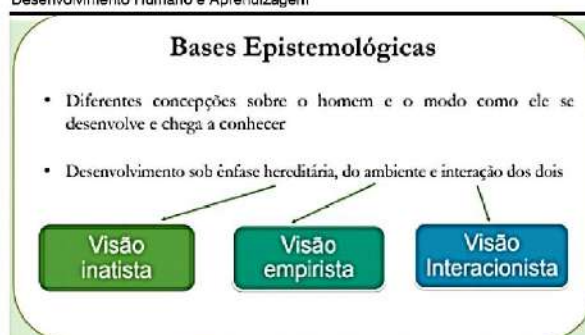 Desenvolvimento Humano e Aprendizagem
Bases Epistemológicas
• Diferentes concepções sobre o homem e o modo como ele se
desenvolve e chega a conhecer
• Desenvolvimento sob ênfase hereditária, do ambiente e interação dos dois
Visão
inatista
Visão
empirista
Visão
Interacionista